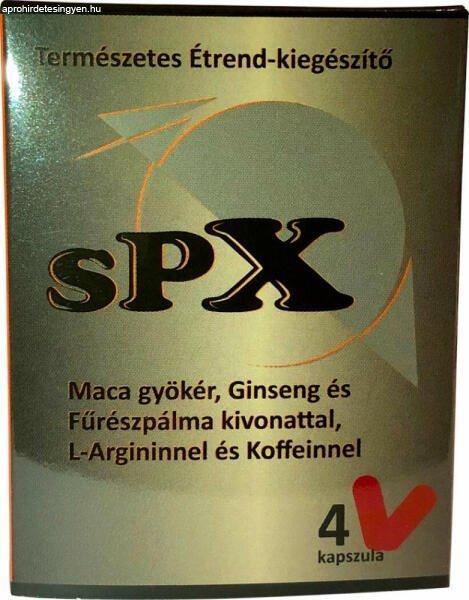 aprohirdetesingyen.hu
Természetes Étrend-kiegészítő
sPX
Maca gyökér, Ginseng és
Fűrészpálma kivonattal,
L-Argininnel és Koffeinnel
4
kapszula